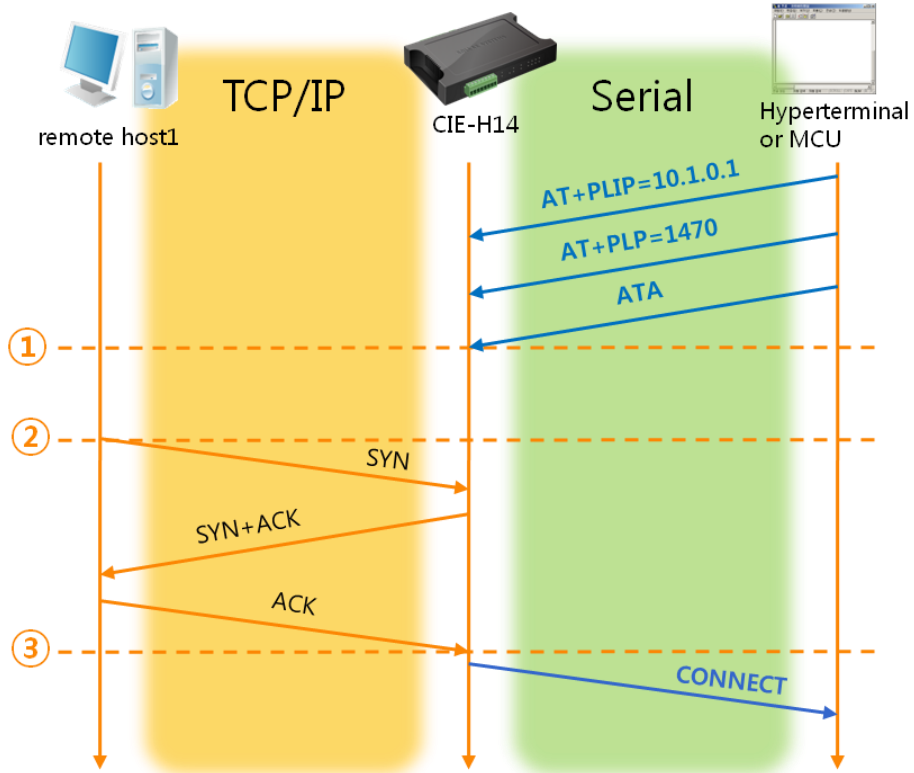 TCP/IP
Serial
remote host1
CIE-H14
Hyperterminal
or MCU
AT+PLIP=10.1.0.1
AT+PLP=1470
ATA
①
②
SYN
SYN+ACK
ACK
③
CONNECT